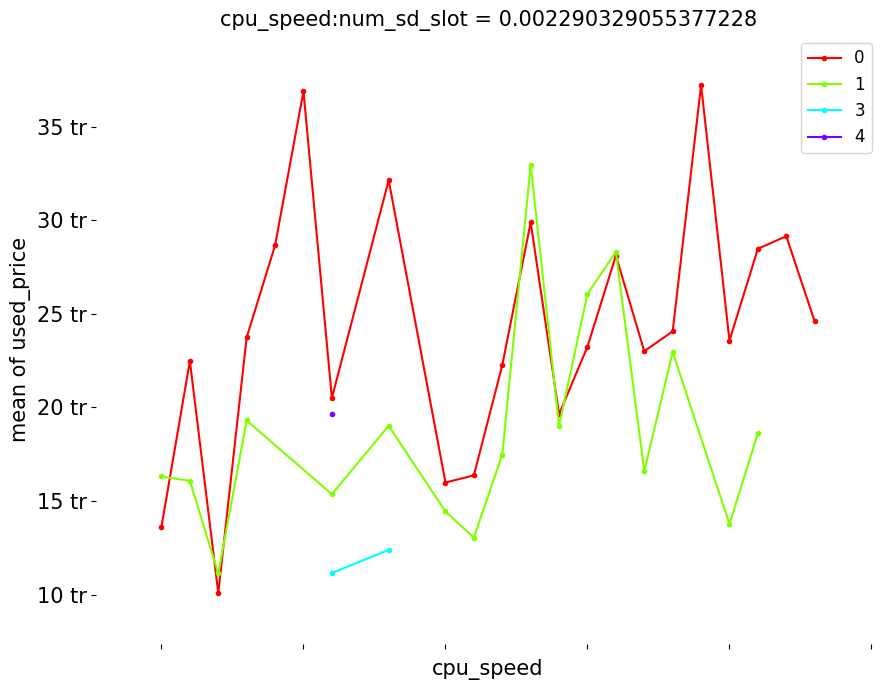 cpu_speed:num_sd_slot = 0.002290329055377228
0
1
3
4
35 tr
30 tr
25 tr
20 tr
15 tr
10 tr
mean of used_price
cpu_speed